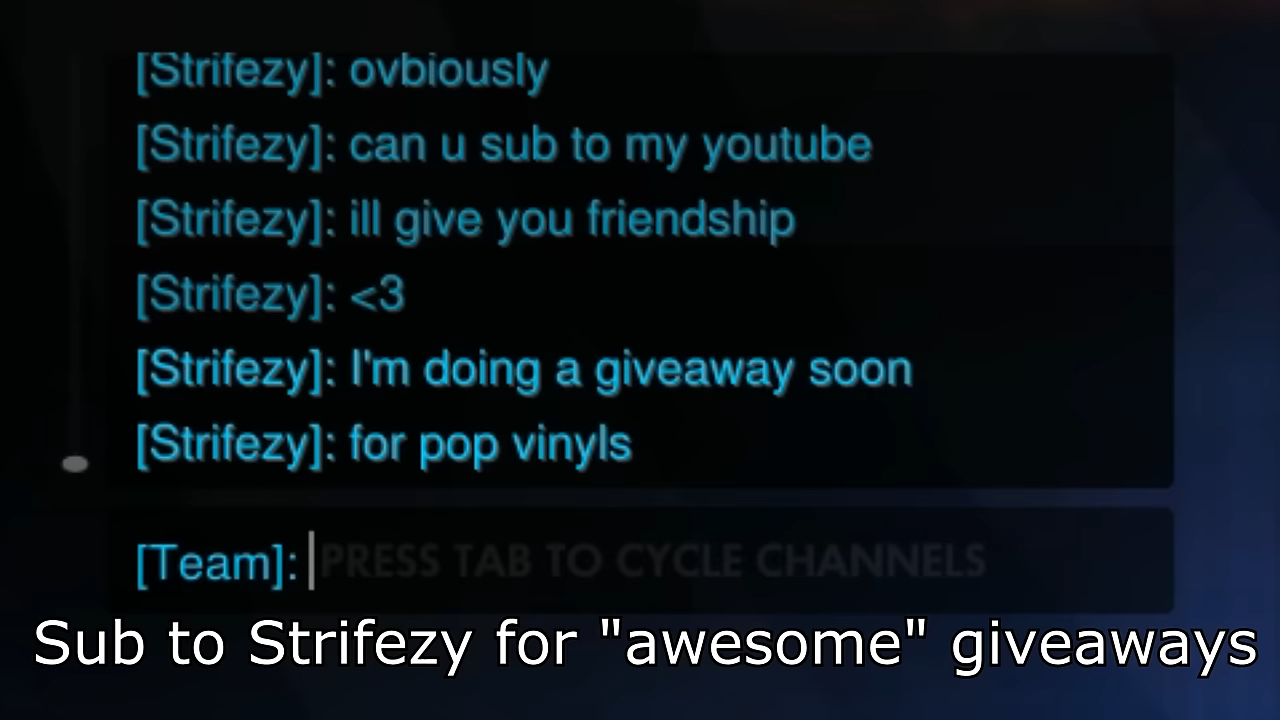 [Strifezy]: ovbiously
[Strifezy]: can u sub to my youtube
[Strifezy]: ill give you friendship
[Strifezy]: <3
[Strifezy]: I'm doing a giveaway soon
[Strifezy]: for pop vinyls
[Team]: PRESS TAB TO CYCLE CHANNELS
Sub to Strifezy for "awesome" giveaways